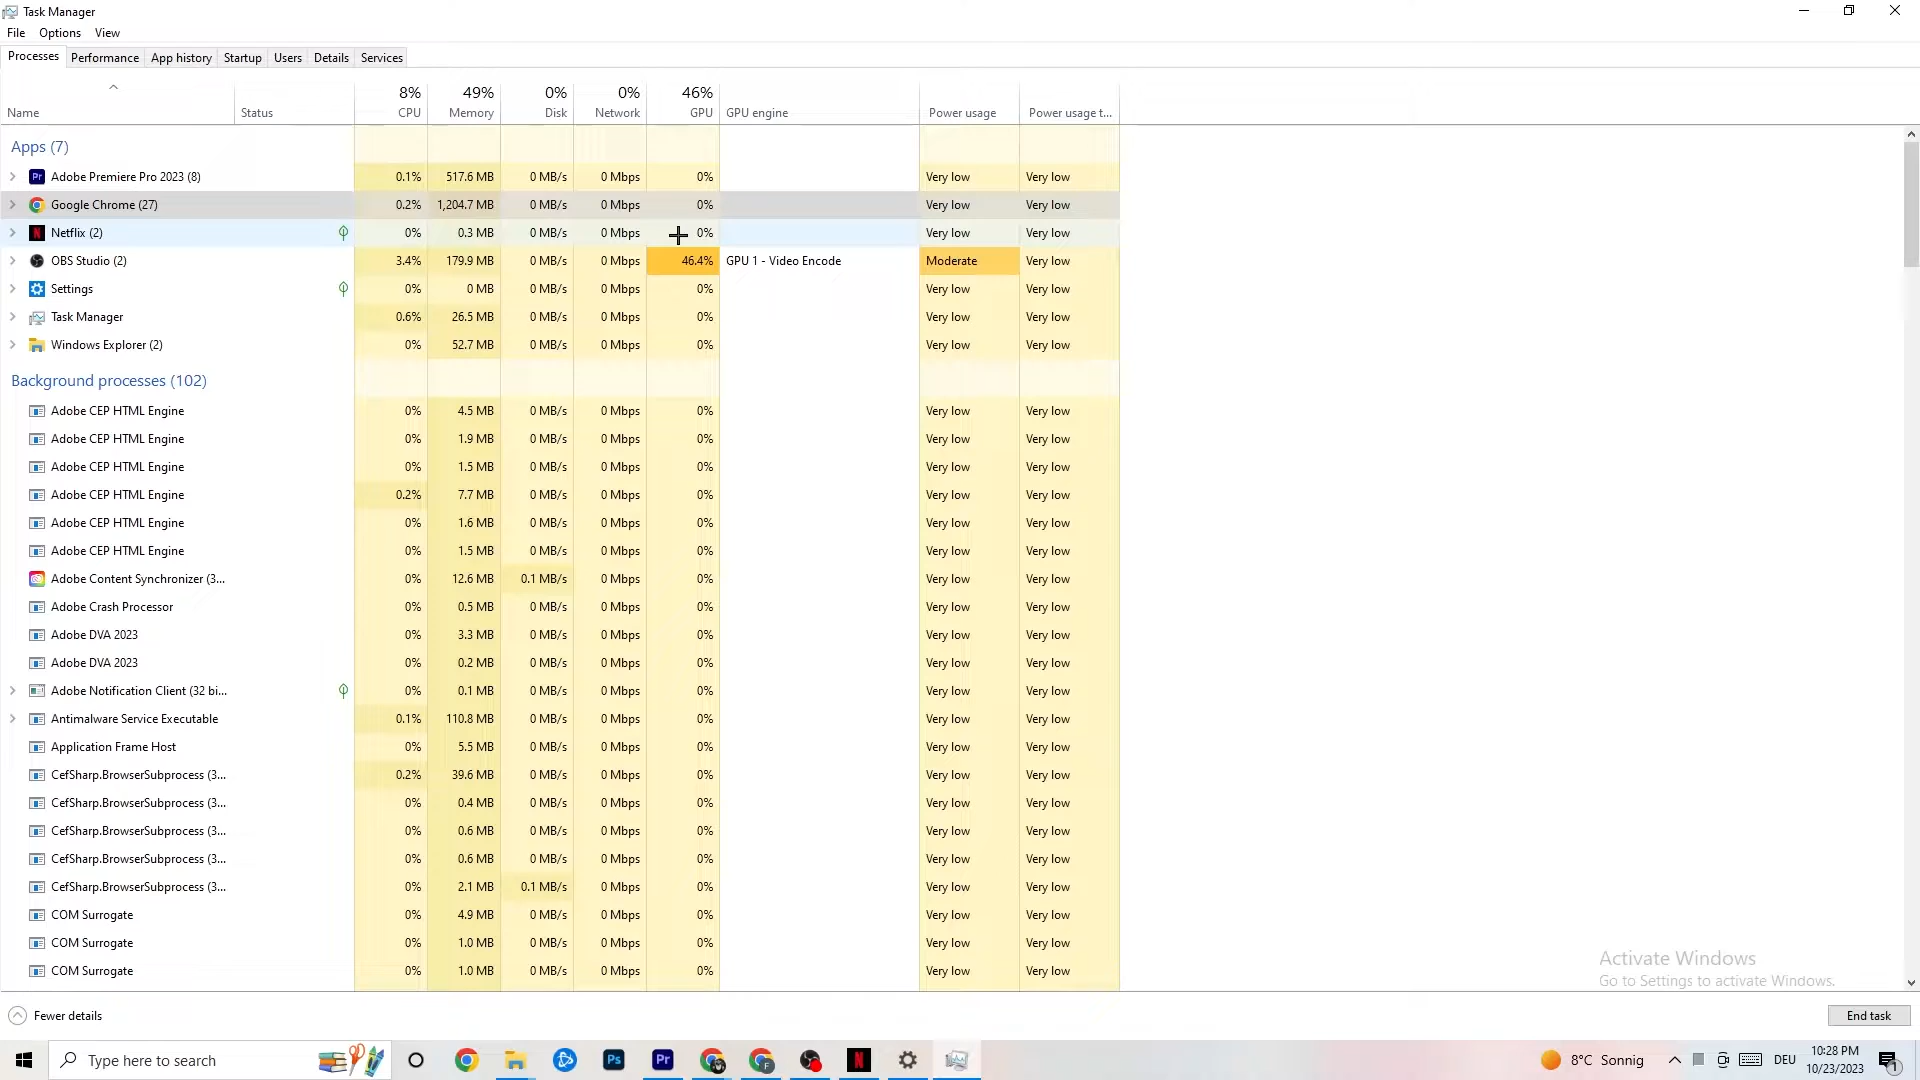 Task Manager
File Options View
Processes Performance App history Startup Users Details Services
8% 49% 0% 0% 46%
Name Status CPU Memory Disk Network GPU GPU engine Power usage Power usage t...
Apps (7)
Pr Adobe Premiere Pro 2023 (8) 0.1% 517.6 MB 0 MB/s 0 Mbps 0% Very low Very low
Google Chrome (27) 0.2% 1,204.7 MB 0 MB/s 0 Mbps 0% Very low Very low
N Netflix (2) 0% 0.3 MB 0 MB/s 0 Mbps 0% Very low Very low
OBS Studio (2) 3.4% 179.9 MB 0 MB/s 0 Mbps 46.4% GPU 1 - Video Encode Moderate Very low
Settings 0% 0 MB 0 MB/s 0 Mbps 0% Very low Very low
Task Manager 0.6% 26.5 MB 0 MB/s 0 Mbps 0% Very low Very low
Windows Explorer (2) 0% 52.7 MB 0 MB/s 0 Mbps 0% Very low Very low
Background processes (102)
Adobe CEP HTML Engine 0% 4.5 MB 0 MB/s 0 Mbps 0% Very low Very low
Adobe CEP HTML Engine 0% 1.9 MB 0 MB/s 0 Mbps 0% Very low Very low
Adobe CEP HTML Engine 0% 1.5 MB 0 MB/s 0 Mbps 0% Very low Very low
Adobe CEP HTML Engine 0.2% 7.7 MB 0 MB/s 0 Mbps 0% Very low Very low
Adobe CEP HTML Engine 0% 1.6 MB 0 MB/s 0 Mbps 0% Very low Very low
Adobe CEP HTML Engine 0% 1.5 MB 0 MB/s 0 Mbps 0% Very low Very low
Adobe Content Synchronizer (3... 0% 12.6 MB 0.1 MB/s 0 Mbps 0% Very low Very low
Adobe Crash Processor 0% 0.5 MB 0 MB/s 0 Mbps 0% Very low Very low
Adobe DVA 2023 0% 3.3 MB 0 MB/s 0 Mbps 0% Very low Very low
Adobe DVA 2023 0% 0.2 MB 0 MB/s 0 Mbps 0% Very low Very low
Adobe Notification Client (32 bi... 0% 0.1 MB 0 MB/s 0 Mbps 0% Very low Very low
Antimalware Service Executable 0.1% 110.8 MB 0 MB/s 0 Mbps 0% Very low Very low
Application Frame Host 0% 5.5 MB 0 MB/s 0 Mbps 0% Very low Very low
CefSharp.BrowserSubprocess (3... 0.2% 39.6 MB 0 MB/s 0 Mbps 0% Very low Very low
CefSharp.BrowserSubprocess (3... 0% 0.4 MB 0 MB/s 0 Mbps 0% Very low Very low
CefSharp.BrowserSubprocess (3... 0% 0.6 MB 0 MB/s 0 Mbps 0% Very low Very low
CefSharp.BrowserSubprocess (3... 0% 0.6 MB 0 MB/s 0 Mbps 0% Very low Very low
CefSharp.BrowserSubprocess (3... 0% 2.1 MB 0.1 MB/s 0 Mbps 0% Very low Very low
COM Surrogate 0% 4.9 MB 0 MB/s 0 Mbps 0% Very low Very low
COM Surrogate 0% 1.0 MB 0 MB/s 0 Mbps 0% Very low Very low
COM Surrogate 0% 1.0 MB 0 MB/s 0 Mbps 0% Very low Very low
Activate Windows
Go to Settings to activate Windows.
Fewer details End task
Type here to search Ps Pr F N 8°C Sonnig DEU 10:28 PM
10/23/2023 1